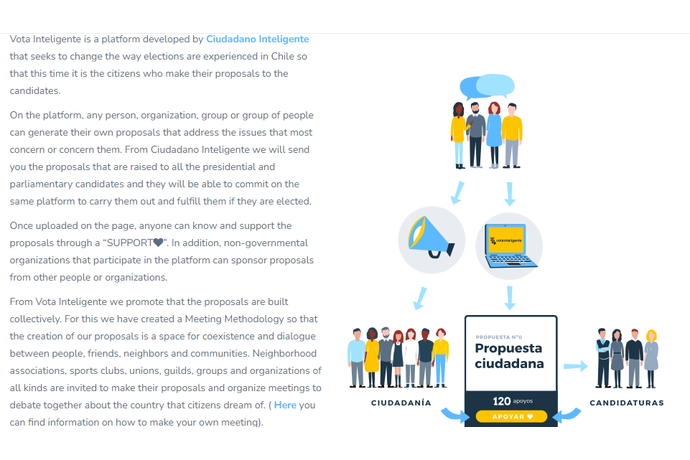 Vota Inteligente is a platform developed by Ciudadano Inteligente
that seeks to change the way elections are experienced in Chile so
that this time it is the citizens who make their proposals to the
candidates.
On the platform, any person, organization, group or group of people
can generate their own proposals that address the issues that most
concern or concern them. From Ciudadano Inteligente we will send
you the proposals that are raised to all the presidential and
parliamentary candidates and they will be able to commit on the
same platform to carry them out and fulfill them if they are elected.
Once uploaded on the page, anyone can know and support the
proposals through a “SUPPORT🖤”. In addition, non-governmental
organizations that participate in the platform can sponsor proposals
from other people or organizations.
From Vota Inteligente we promote that the proposals are built
collectively. For this we have created a Meeting Methodology so that
the creation of our proposals is a space for coexistence and dialogue
between people, friends, neighbors and communities. Neighborhood
associations, sports clubs, unions, guilds, groups and organizations of
all kinds are invited to make their proposals and organize meetings to
debate together about the country that citizens dream of. ( Here you
can find information on how to make your own meeting).
votainteligente
PROPUESTA N°0
Propuesta
ciudadana
120 apoyos
APOYAR
CIUDADANÍA
CANDIDATURAS